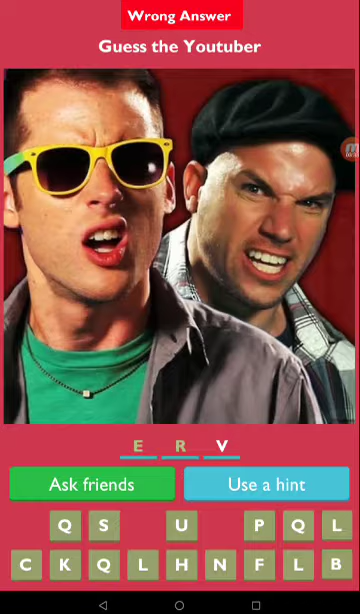 Wrong Answer
Guess the Youtuber
E R V
Ask friends Use a hint
Q S U P Q L
C K Q L H N F L B